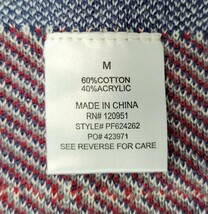 M
60%COTTON
40%ACRYLIC
MADE IN CHINA
RN# 120951
STYLE# PF624262
PO# 423971
SEE REVERSE FOR CARE